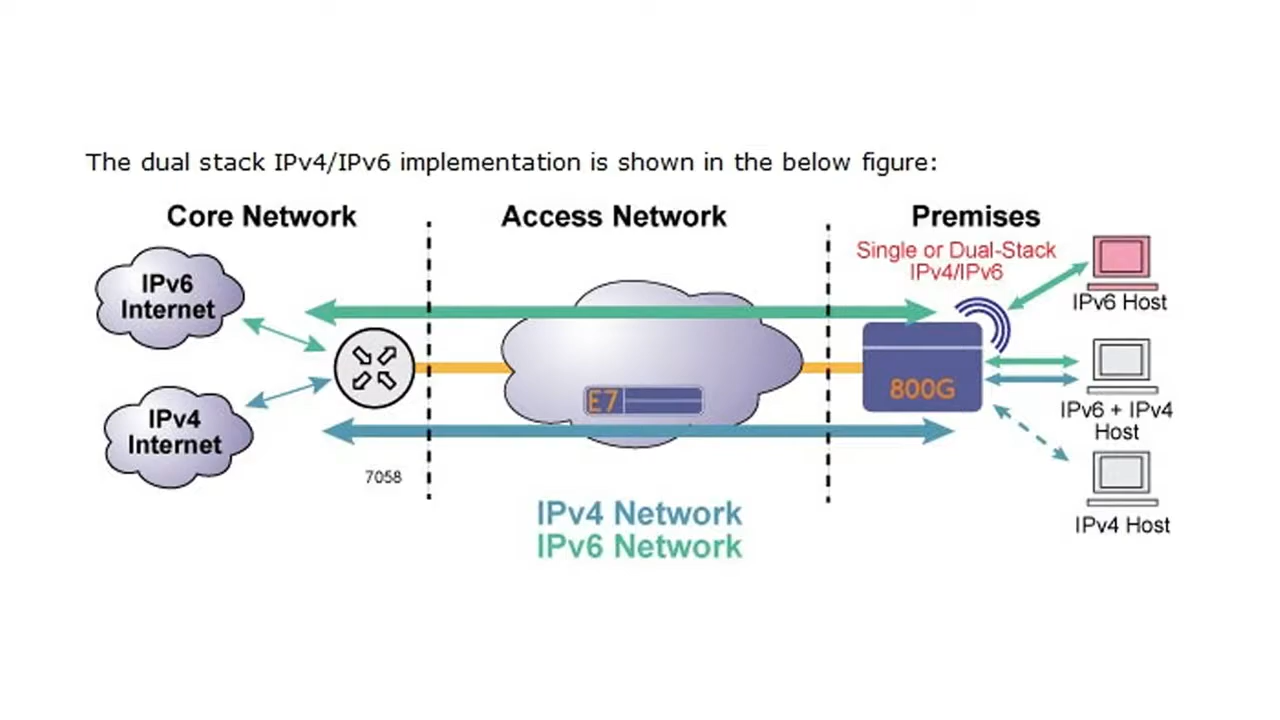 The dual stack IPv4/IPv6 implementation is shown in the below figure:
Core Network
Access Network
Premises
Single or Dual-Stack
IPv4/IPv6
IPv6
Internet
IPv6 Host
IPv4
Internet
E7
800G
IPv6 + IPv4
Host
7058
IPv4 Host
IPv4 Network
IPv6 Network